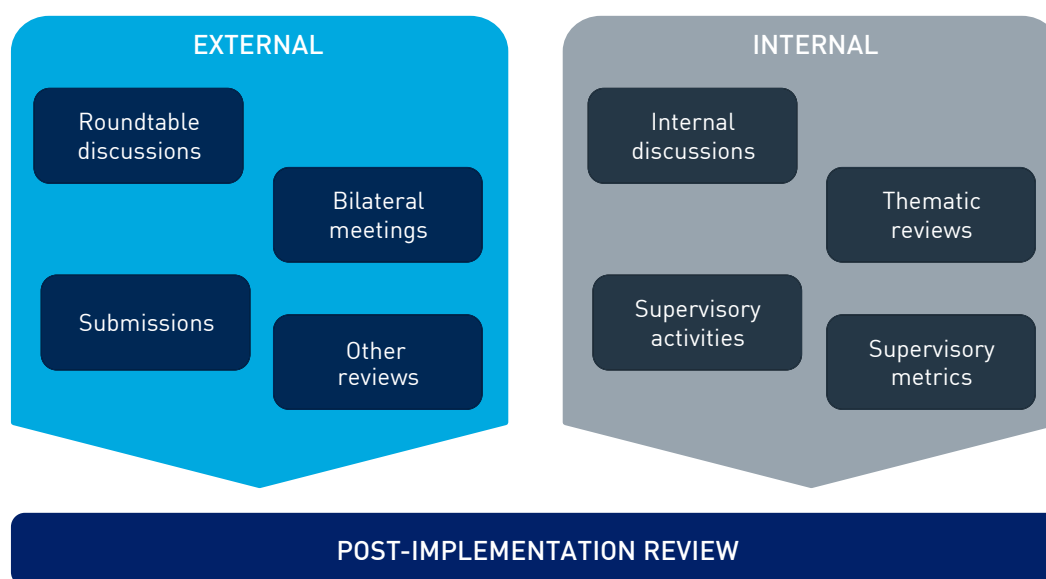 EXTERNAL
Roundtable
discussions
Bilateral
meetings
Submissions
Other
reviews
INTERNAL
Internal
discussions
Thematic
reviews
Supervisory
activities
Supervisory
metrics
POST-IMPLEMENTATION REVIEW